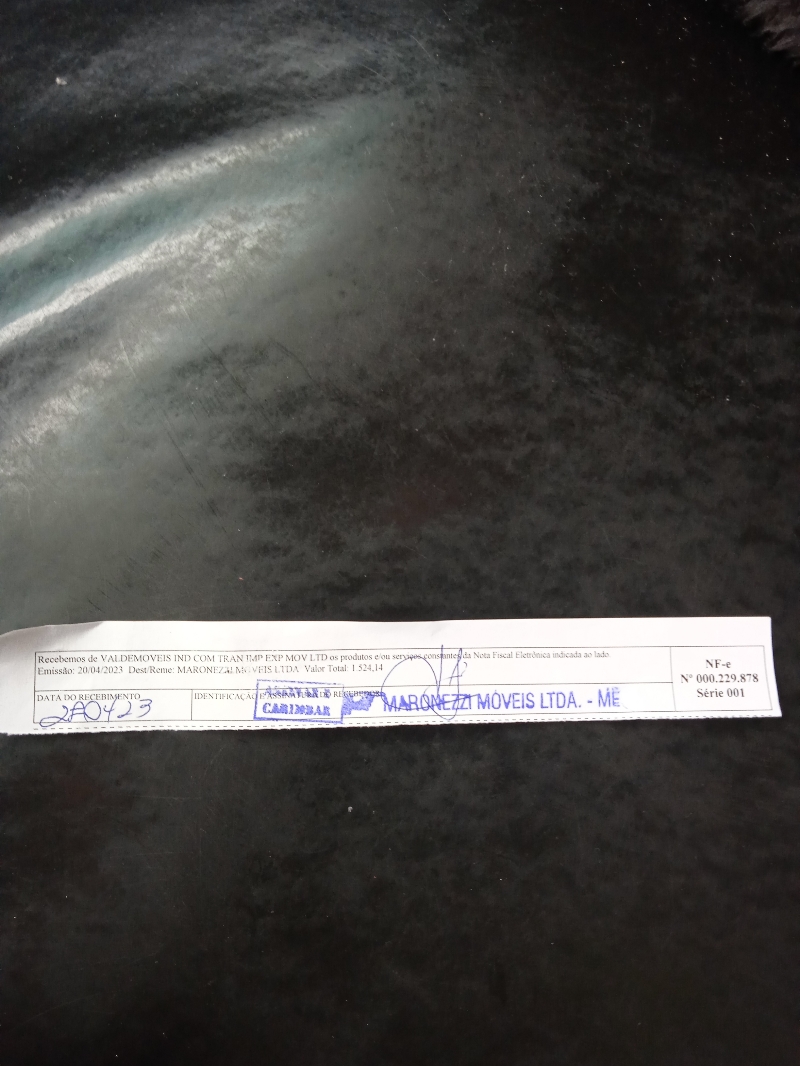 Recebemos de VALDEMOVEIS IND COM TRAN IMP EXP MOV LTD os produtos e/ou serviços constantes da Nota Fiscal Eletrônica indicada ao lado.
Emissão: 20/04/2023 Dest/Reme: MARONEZZI MOVEIS LTDA Valor Total: 1.524,14
NF-e
Nº 000.229.878
Série 001
DATA DO RECEBIMENTO
IDENTIFICAÇÃO E ASSINATURA DO RECEBEDOR
ASSINAR E
CARIMBAR
MARONEZZI MÓVEIS LTDA. - ME